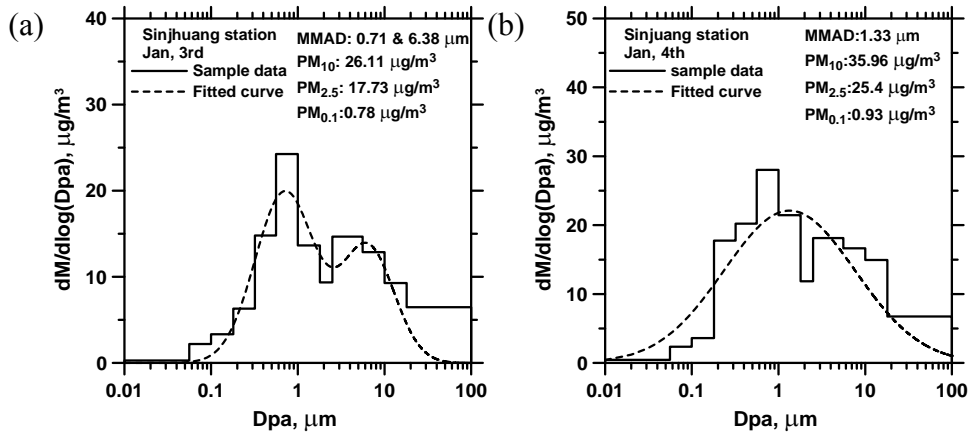 (a)
Sinjhuang station
Jan, 3rd
Sample data
Fitted curve
MMAD: 0.71 & 6.38 μm
PM10: 26.11 μg/m3
PM2.5: 17.73 μg/m3
PM0.1:0.78 μg/m3
dM/dlog(Dpa), μg/m3
40
30
20
10
0
0.01 0.1 1 10 100
Dpa, μm
(b)
Sinjuang station
Jan, 4th
sample data
Fitted curve
MMAD:1.33 μm
PM10:35.96 μg/m3
PM2.5:25.4 μg/m3
PM0.1:0.93 μg/m3
dM/dlog(Dpa), μg/m3
50
40
30
20
10
0
0.01 0.1 1 10 100
Dpa, μm